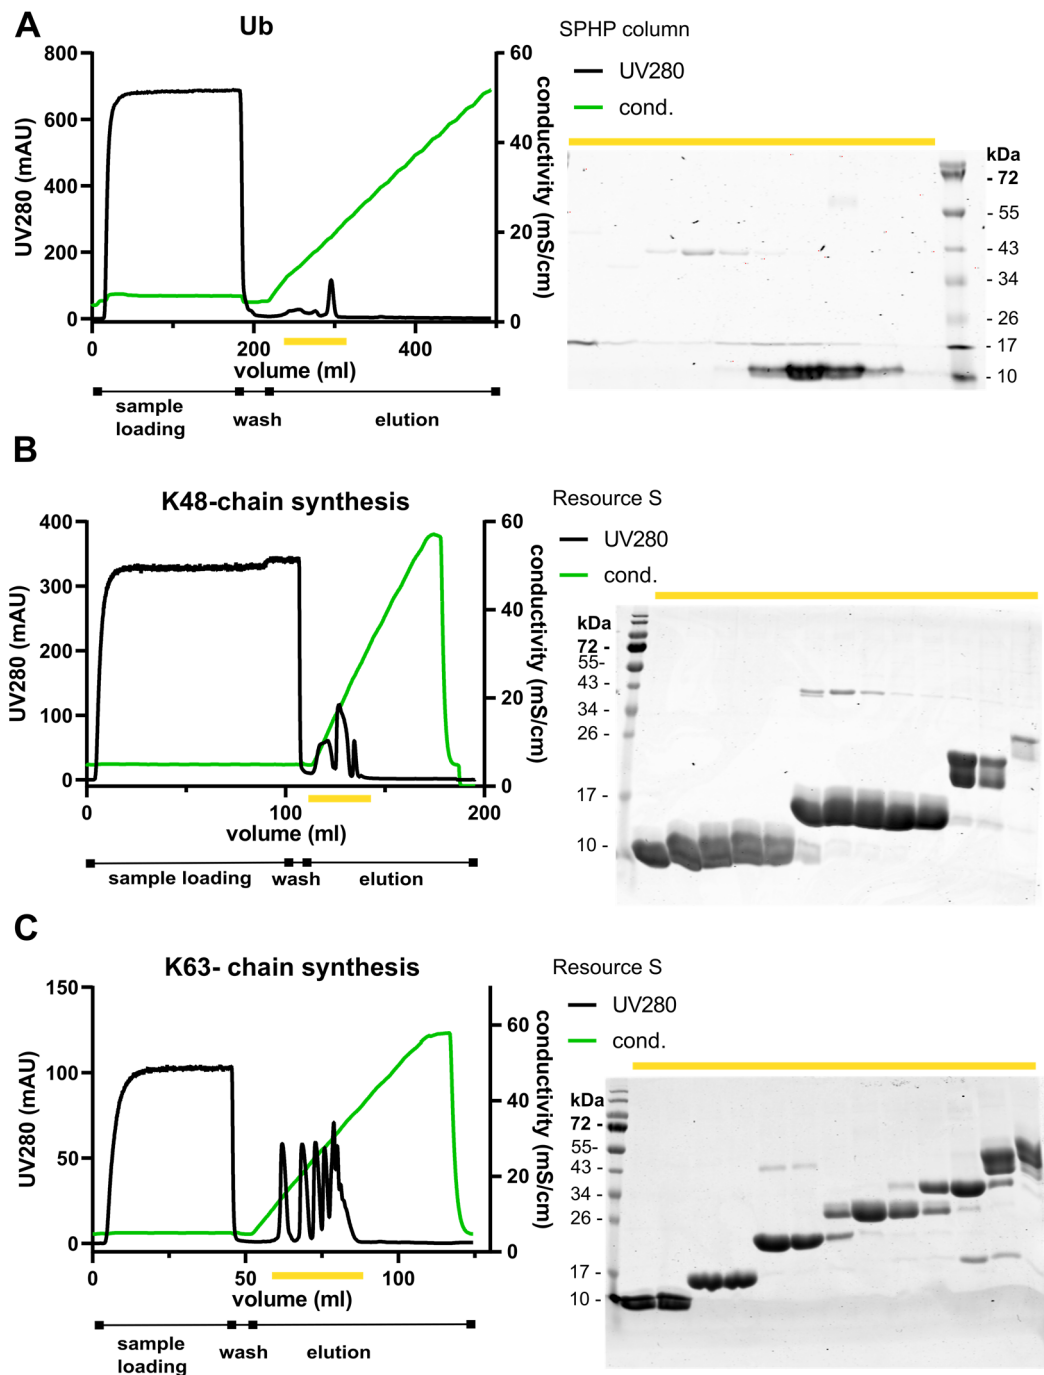 A
Ub
SPHP column
UV280
cond.
800
600
400
200
0
UV280 (mAU)
60
40
20
0
conductivity (mS/cm)
0
200
400
volume (ml)
sample loading
wash
elution
kDa
- 72
- 55
- 43
- 34
- 26
- 17
- 10
B
K48-chain synthesis
Resource S
UV280
cond.
400
300
200
100
0
UV280 (mAU)
60
40
20
0
conductivity (mS/cm)
0
100
200
volume (ml)
sample loading
wash
elution
kDa
72 -
55-
43 -
34 -
26 -
17 -
10 -
C
K63- chain synthesis
Resource S
UV280
cond.
150
100
50
0
UV280 (mAU)
60
40
20
0
conductivity (mS/cm)
0
50
100
volume (ml)
sample loading
wash
elution
kDa
72 -
55-
43 -
34 -
26 -
17 -
10 -